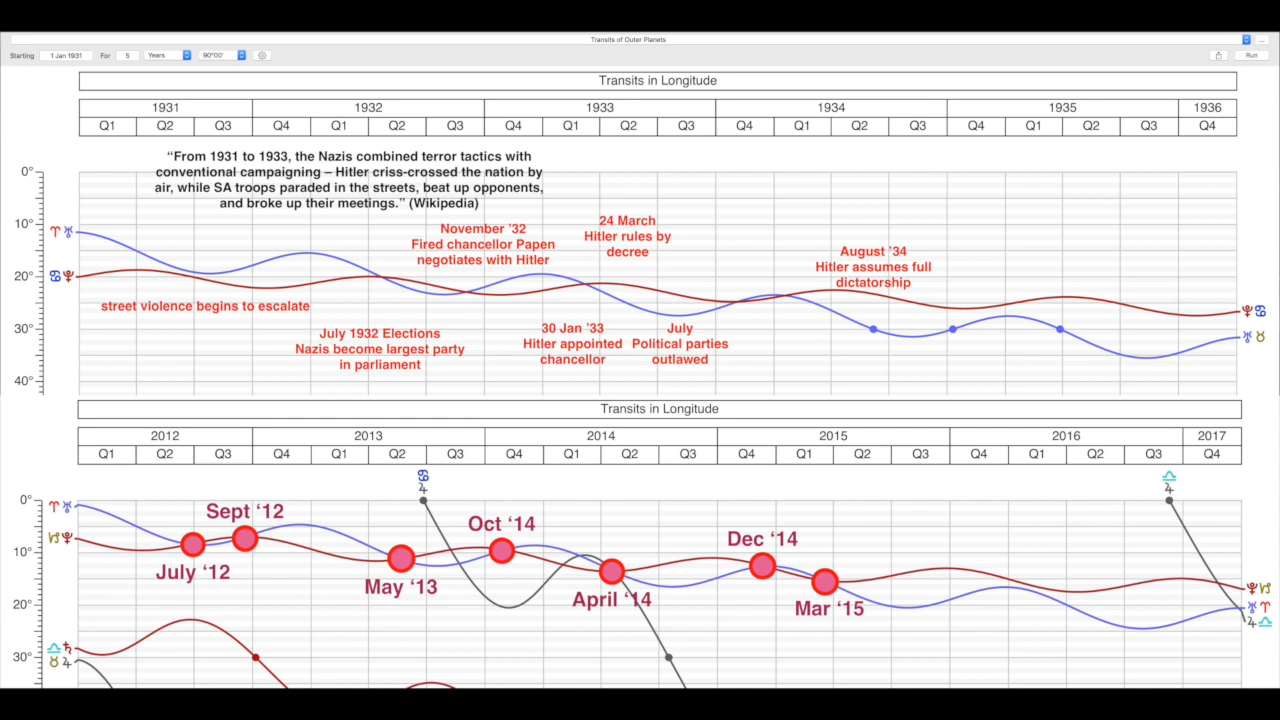 Transits of Outer Planets
...
Starting 1 Jan 1931 For 5 Years 90°00' Run
Transits in Longitude
1931 1932 1933 1934 1935 1936
Q1 Q2 Q3 Q4 Q1 Q2 Q3 Q4 Q1 Q2 Q3 Q4 Q1 Q2 Q3 Q4 Q1 Q2 Q3 Q4
“From 1931 to 1933, the Nazis combined terror tactics with
conventional campaigning – Hitler criss-crossed the nation by
air, while SA troops paraded in the streets, beat up opponents,
and broke up their meetings.” (Wikipedia)
0°
10°
20°
30°
40°
♈♅
♋♇
November ’32
Fired chancellor Papen
negotiates with Hitler
24 March
Hitler rules by
decree
August ’34
Hitler assumes full
dictatorship
street violence begins to escalate
July 1932 Elections
Nazis become largest party
in parliament
30 Jan ’33
Hitler appointed
chancellor
July
Political parties
outlawed
♇♋
♅♉
Transits in Longitude
2012 2013 2014 2015 2016 2017
Q1 Q2 Q3 Q4 Q1 Q2 Q3 Q4 Q1 Q2 Q3 Q4 Q1 Q2 Q3 Q4 Q1 Q2 Q3 Q4
♋
♃
♎
♃
0°
10°
20°
30°
♈♅
♑♇
♎♄
♉♃
Sept ‘12
July ‘12
May ‘13
Oct ‘14
April ‘14
Dec ‘14
Mar ‘15
♇♑
♅♈
♃♎